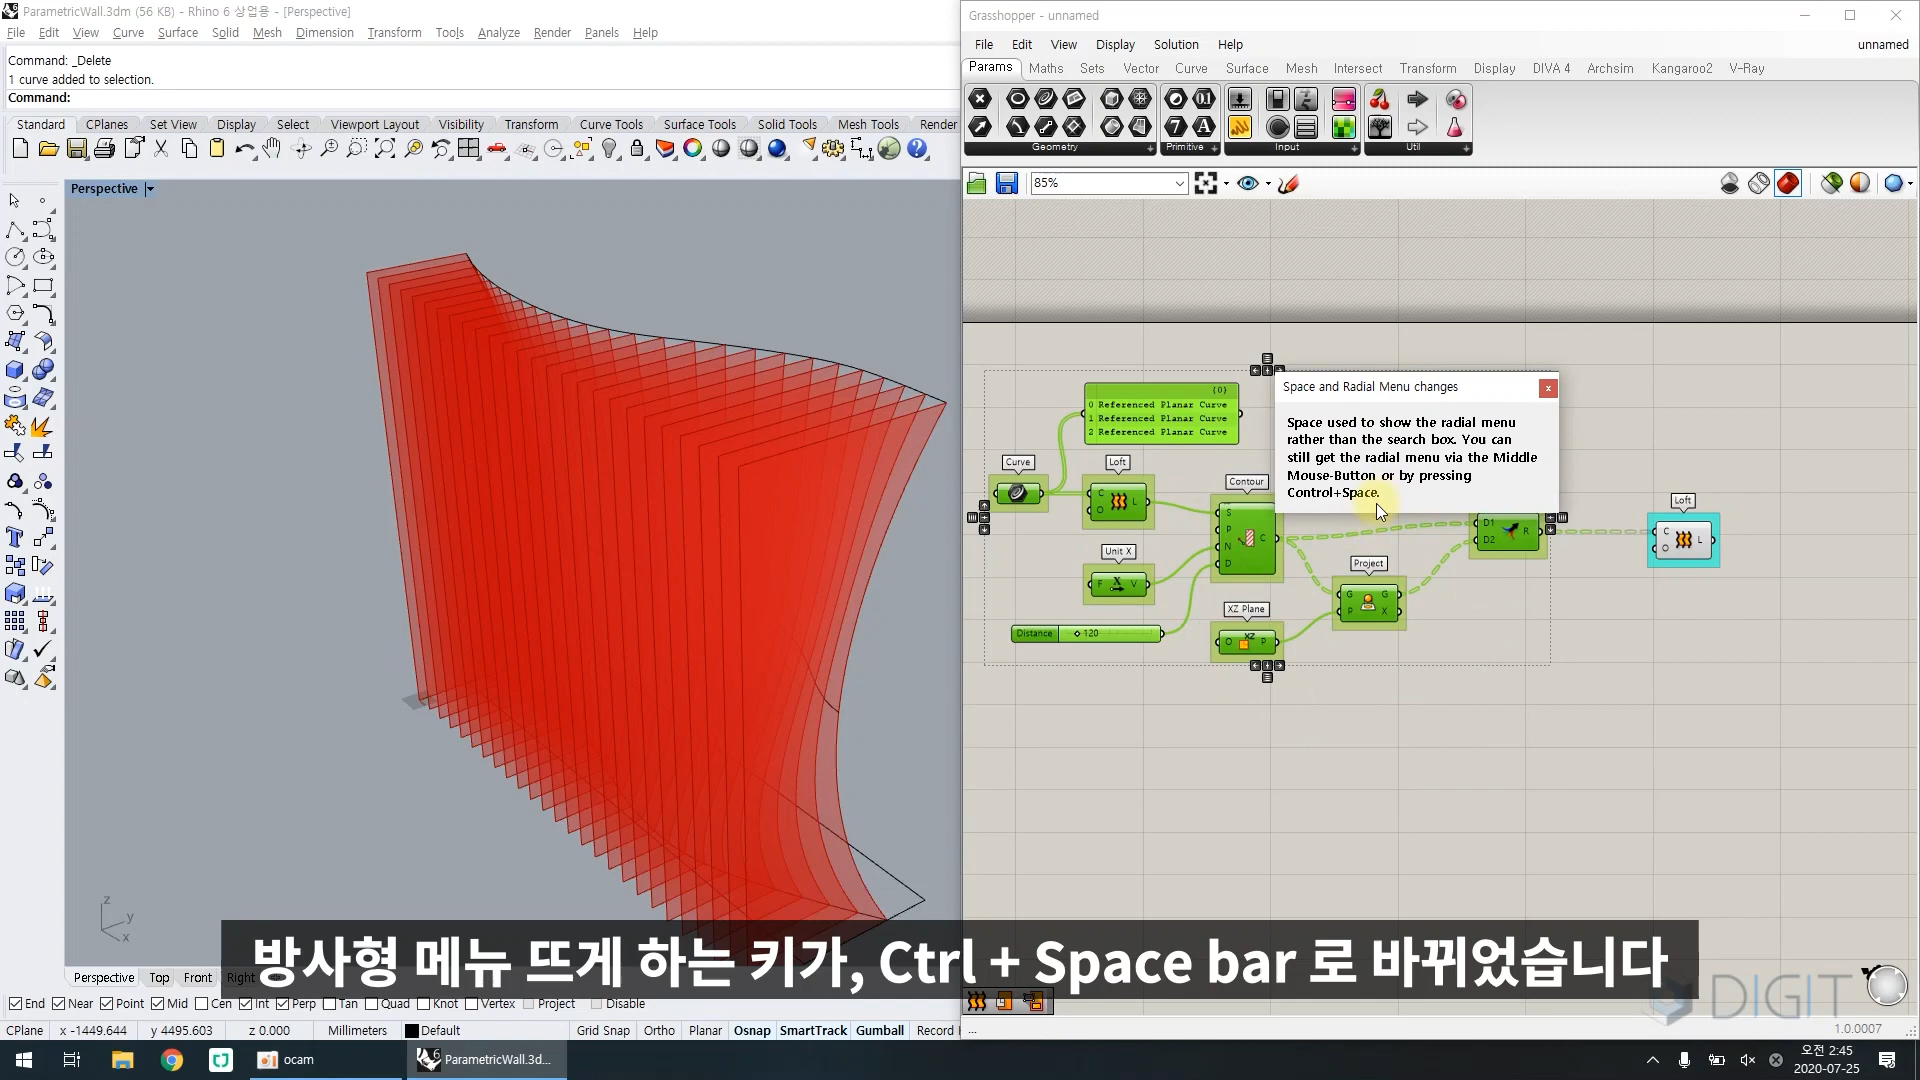 ParametricWall.3dm (56 KB) - Rhino 6 상업용 - [Perspective]
File Edit View Curve Surface Solid Mesh Dimension Transform Tools Analyze Render Panels Help
Command: _Delete
1 curve added to selection.
Command:
Standard CPlanes Set View Display Select Viewport Layout Visibility Transform Curve Tools Surface Tools Solid Tools Mesh Tools Render
Perspective
z
y
x
Perspective Top Front Right
End Near Point Mid Cen Int Perp Tan Quad Knot Vertex Project Disable
CPlane x -1449.644 y 4495.603 z 0.000 Millimeters Default Grid Snap Ortho Planar Osnap SmartTrack Gumball Record
Grasshopper - unnamed
File Edit View Display Solution Help
unnamed
Params Maths Sets Vector Curve Surface Mesh Intersect Transform Display DIVA 4 Archsim Kangaroo2 V-Ray
Geometry Primitive Input Util
85%
{0}
0 Referenced Planar Curve
1 Referenced Planar Curve
2 Referenced Planar Curve
Space and Radial Menu changes
Space used to show the radial menu
rather than the search box. You can
still get the radial menu via the Middle
Mouse-Button or by pressing
Control+Space.
Curve
Loft
C
O
L
Contour
S
P
N
D
C
Unit X
F X V
Distance 120
XZ Plane
O XZ P
Project
G
P
G
X
D1
D2
R
Loft
C
O
L
방사형 메뉴 뜨게 하는 키가, Ctrl + Space bar 로 바뀌었습니다
DIGIT
...
1.0.0007
ocam
ParametricWall.3d...
오전 2:45
2020-07-25